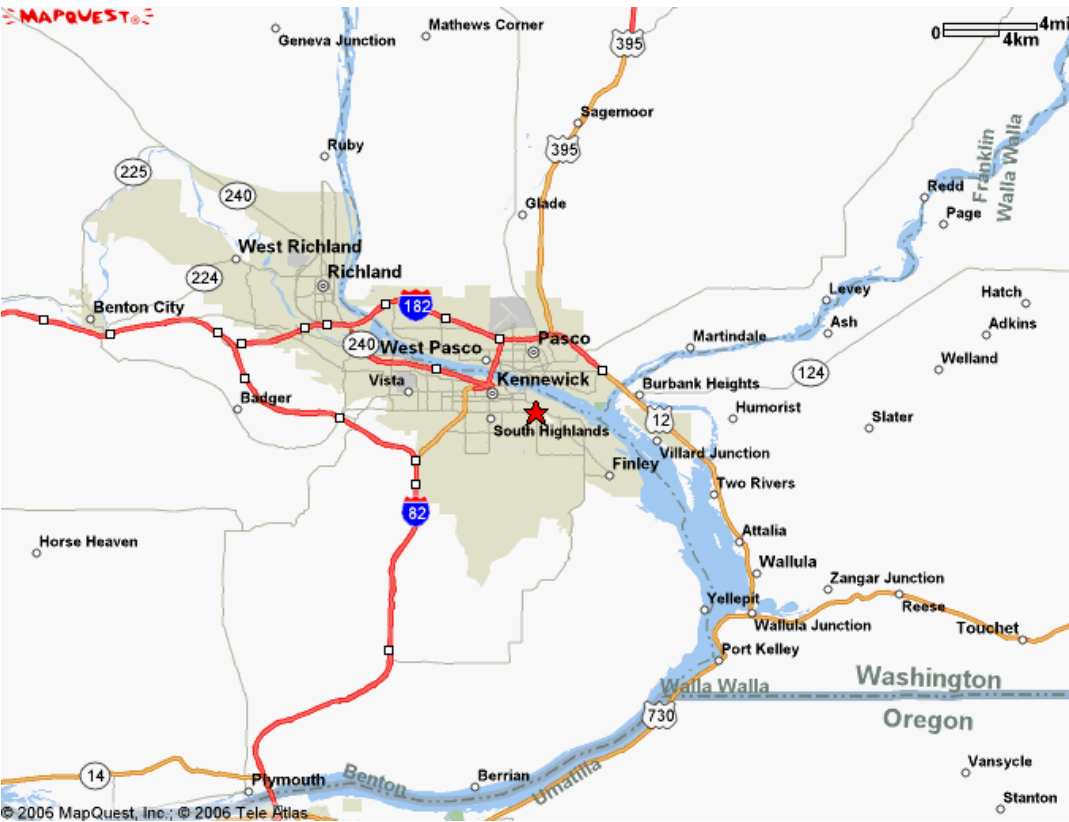 MAPQUEST
4mi
0
4km
Mathews Corner
Geneva Junction
395
Sagemoor
395
Ruby
225
240
Franklin
Walla Walla
Redd
Page
Glade
West Richland
Richland
224
Benton City
182
Levey
Hatch
Ash
Adkins
Martindale
240
West Pasco
Pasco
Welland
124
Vista
Kennewick
Burbank Heights
Badger
Humorist
Slater
12
South Highlands
Villard Junction
Finley
Two Rivers
82
Attalia
Horse Heaven
Wallula
Zangar Junction
Yellepit
Reese
Wallula Junction
Touchet
Port Kelley
Walla Walla
Washington
730
Oregon
14
Plymouth
Benton
Berrian
Umatilla
Vansycle
Stanton
© 2006 MapQuest, Inc.; © 2006 Tele Atlas